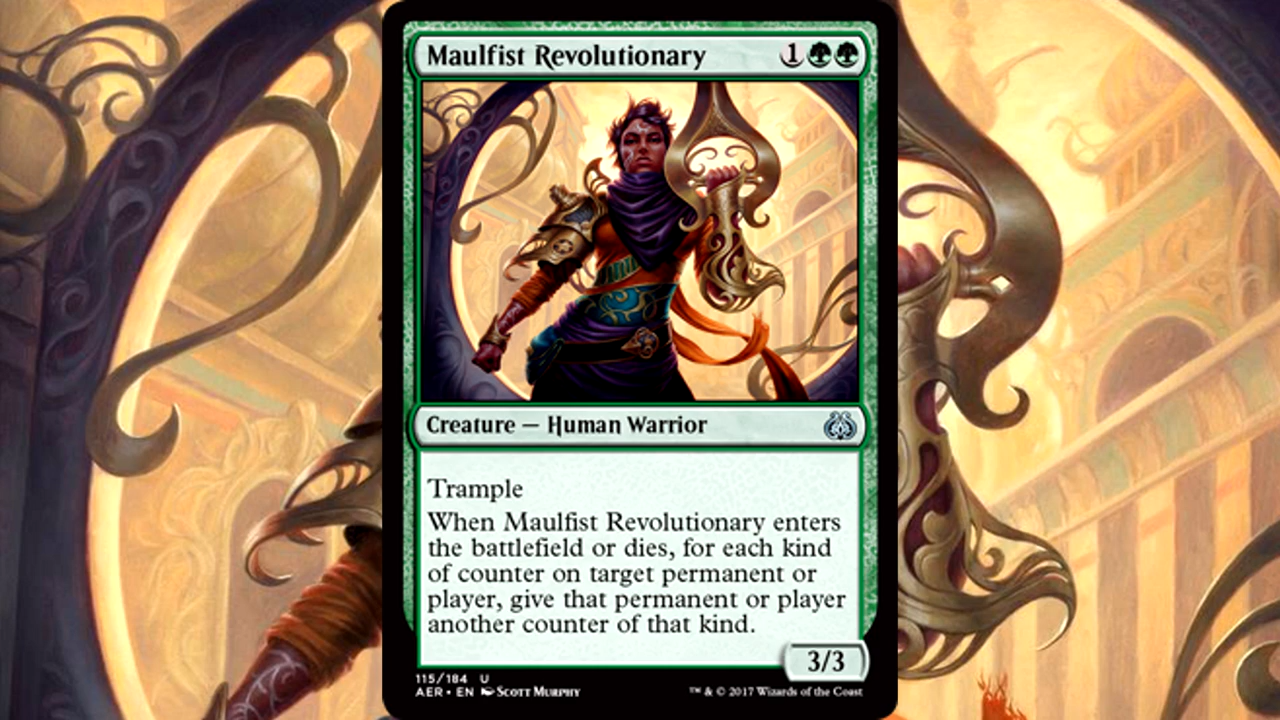 Maulfist Revolutionary 1
Creature — Human Warrior
Trample
When Maulfist Revolutionary enters
the battlefield or dies, for each kind
of counter on target permanent or
player, give that permanent or player
another counter of that kind.
3/3
115/184 U
AER • EN Scott Murphy
™ & © 2017 Wizards of the Coast